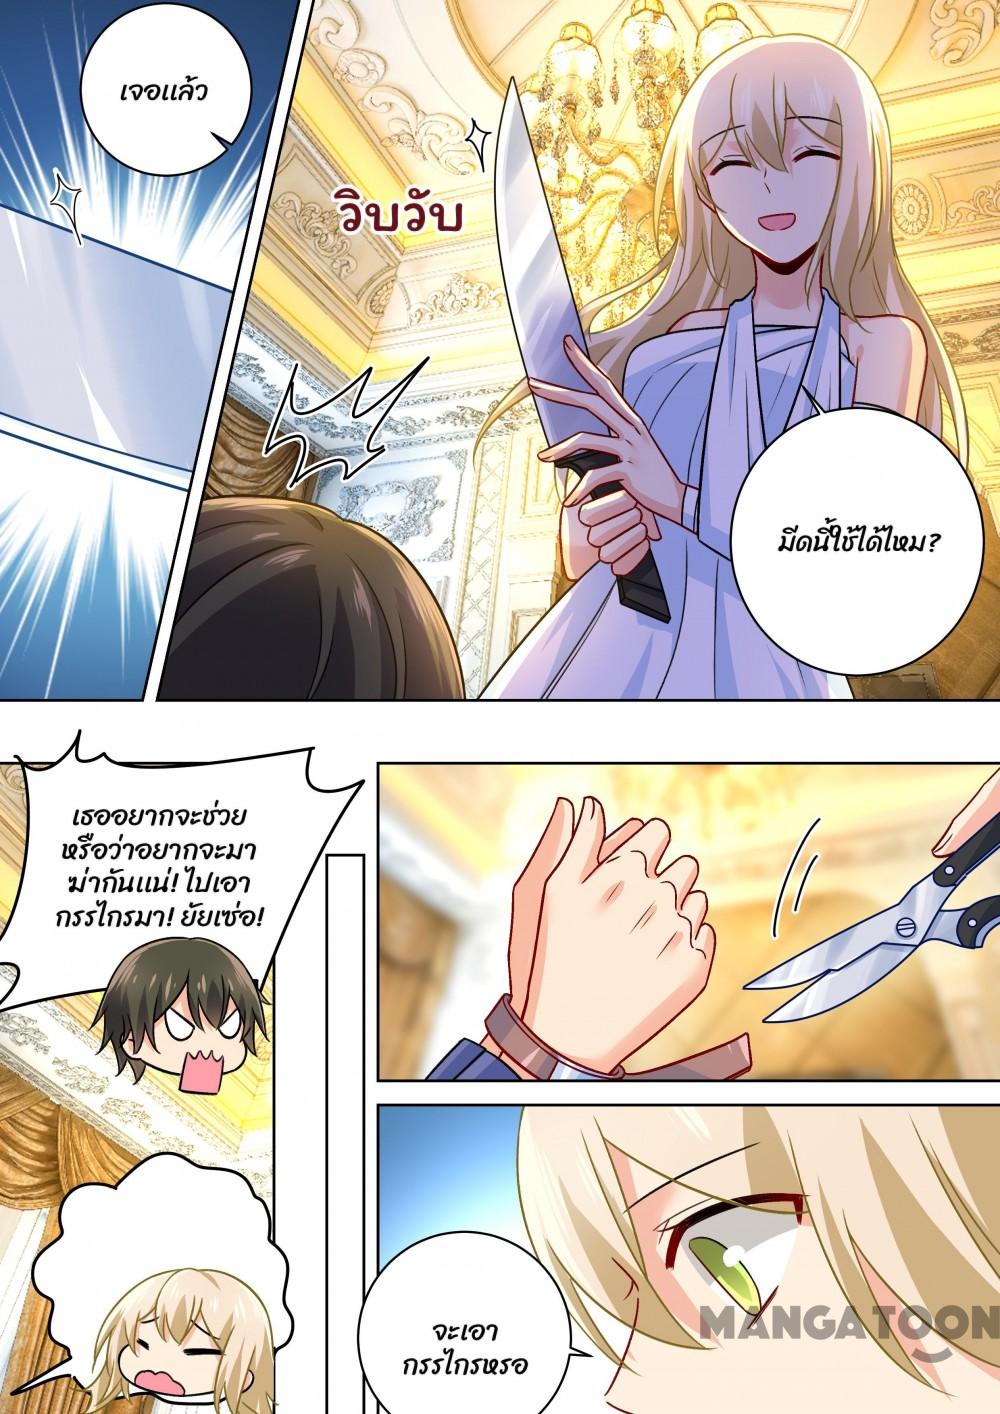 เจอแล้ว
วิบวับ
มีดนี้ใช้ได้ไหม?
เธออยากจะช่วย
หรือว่าอยากจะมา
ฆ่ากันแน่! ไปเอา
กรรไกรมา! ยัยเซ่อ!
จะเอา
กรรไกรหรอ
MANGATOON